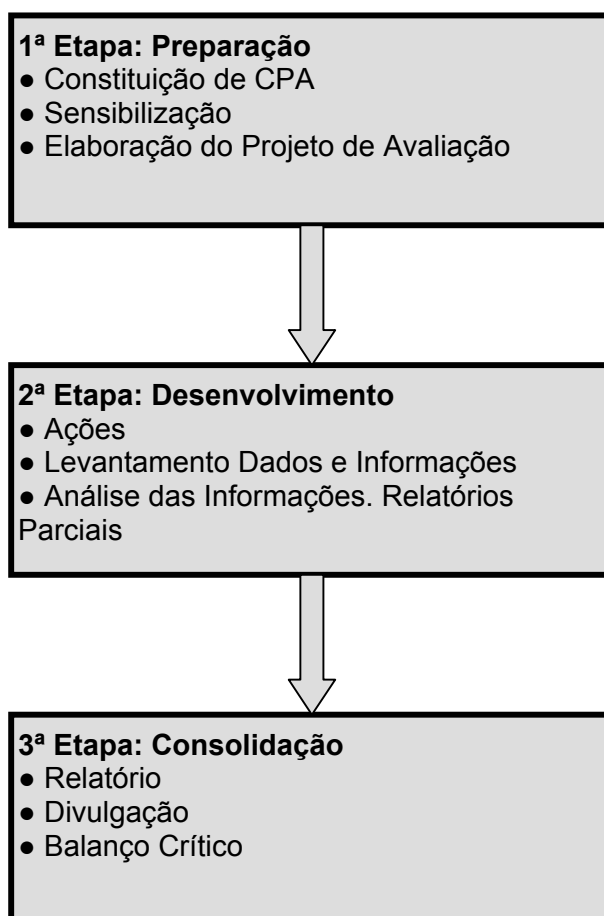 1ª Etapa: Preparação
● Constituição de CPA
● Sensibilização
● Elaboração do Projeto de Avaliação
2ª Etapa: Desenvolvimento
● Ações
● Levantamento Dados e Informações
● Análise das Informações. Relatórios
Parciais
3ª Etapa: Consolidação
● Relatório
● Divulgação
● Balanço Crítico